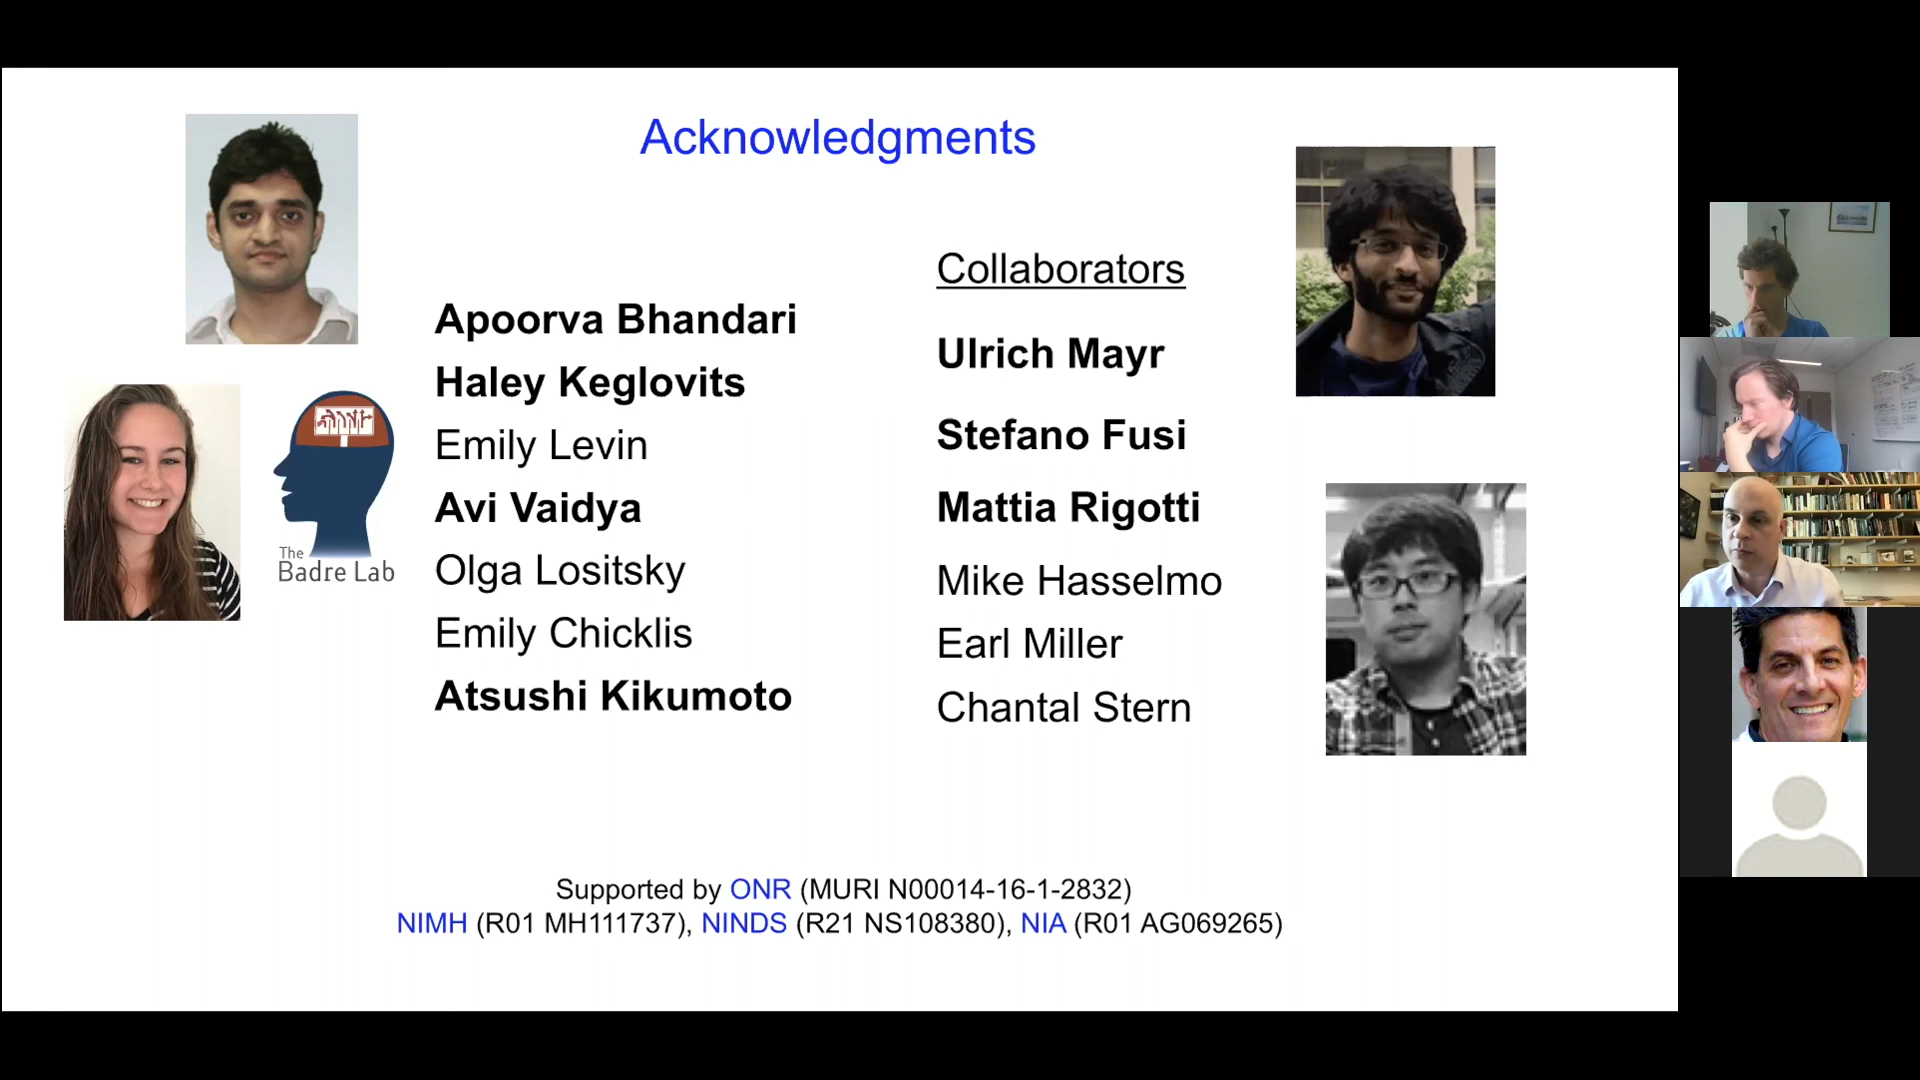 Acknowledgments
The
Badre Lab
Apoorva Bhandari
Haley Keglovits
Emily Levin
Avi Vaidya
Olga Lositsky
Emily Chicklis
Atsushi Kikumoto
Collaborators
Ulrich Mayr
Stefano Fusi
Mattia Rigotti
Mike Hasselmo
Earl Miller
Chantal Stern
Supported by ONR (MURI N00014-16-1-2832)
NIMH (R01 MH111737), NINDS (R21 NS108380), NIA (R01 AG069265)